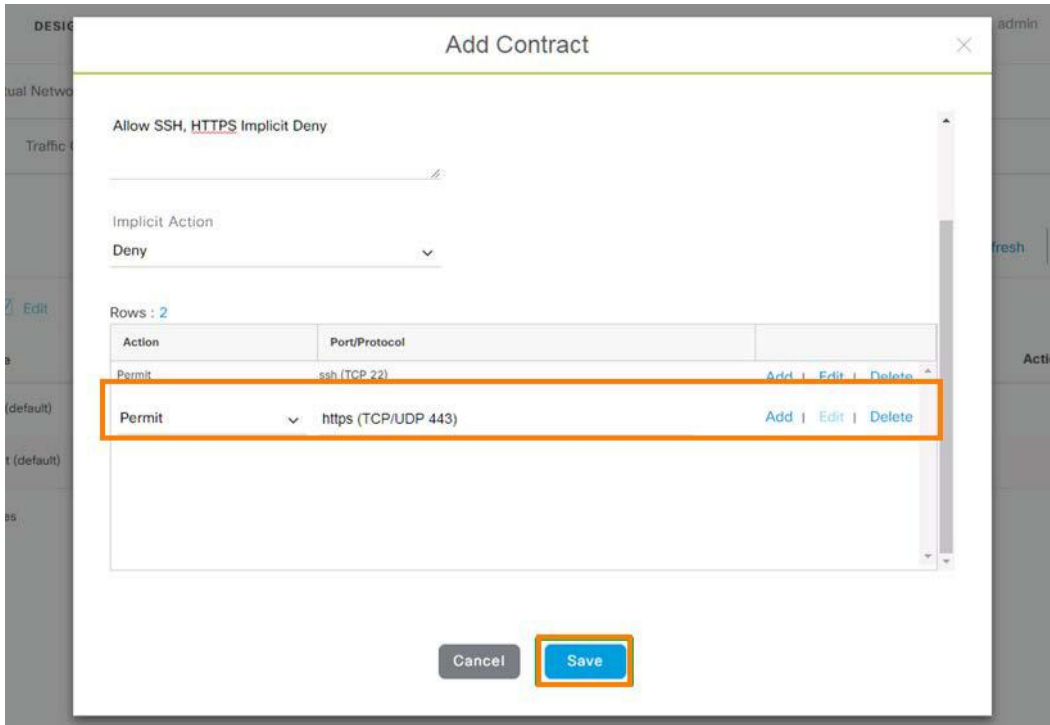 DESIG
admin
Add Contract
tual Netwo
Allow SSH, HTTPS Implicit Deny
Traffic
Implicit Action
Deny
fresh
Edit
Rows : 2
Action Port/Protocol
Acti
Permit ssh (TCP 22) Add | Edit | Delete
(default)
Permit https (TCP/UDP 443) Add | Edit | Delete
t (default)
es
Cancel Save